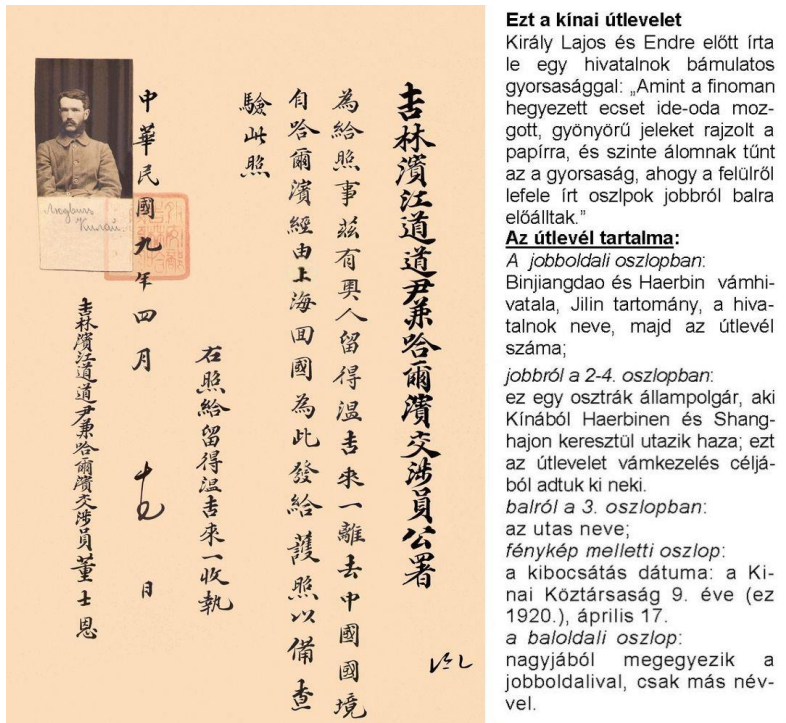 吉林濱江道道尹兼哈爾濱交涉員公署
為給照事茲有奧人留得溫吉來一離去中國國境
自哈爾濱經由上海囬國為此發給護照以備查
驗此照
右照給留得溫吉來一收執
中華民國九年四月 日
吉林濱江道道尹兼哈爾濱交涉員董士恩
Людвигъ
Килай
Ezt a kínai útlevelet
Király Lajos és Endre előtt írta
le egy hivatalnok bámulatos
gyorsasággal: „Amint a finoman
hegyezett ecset ide-oda moz-
gott, gyönyörű jeleket rajzolt a
papírra, és szinte álomnak tűnt
az a gyorsaság, ahogy a felülről
lefele írt oszlpok jobbról balra
előálltak.”
Az útlevél tartalma:
A jobboldali oszlopban:
Binjiangdao és Haerbin vámhi-
vatala, Jilin tartomány, a hiva-
talnok neve, majd az útlevél
száma;
jobbról a 2-4. oszlopban:
ez egy osztrák állampolgár, aki
Kínából Haerbinen és Shang-
hajon keresztül utazik haza; ezt
az útlevelet vámkezelés céljá-
ból adtuk ki neki.
balról a 3. oszlopban:
az utas neve;
fénykép melletti oszlop:
a kibocsátás dátuma: a Kí-
nai Köztársaság 9. éve (ez
1920.), április 17.
a baloldali oszlop:
nagyjából megegyezik a
jobboldalival, csak más név-
vel.